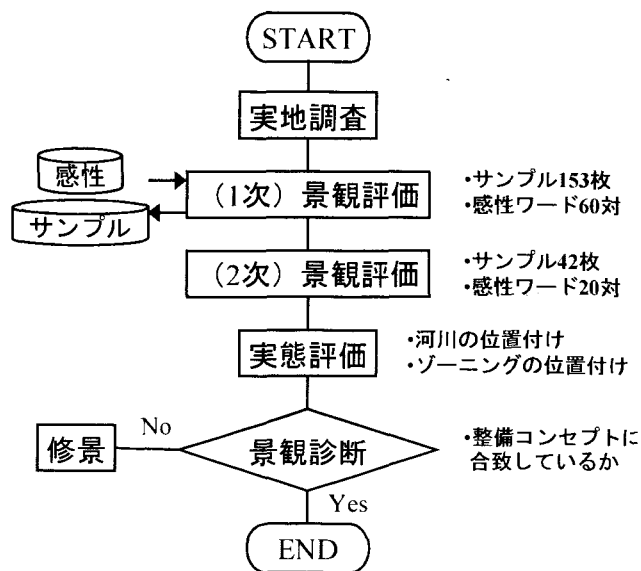 START
実地調査
感性
(1次)景観評価
・サンプル153枚
・感性ワード60対
サンプル
(2次)景観評価
・サンプル42枚
・感性ワード20対
実態評価
・河川の位置付け
・ゾーニングの位置付け
No
修景
景観診断
・整備コンセプトに
合致しているか
Yes
END